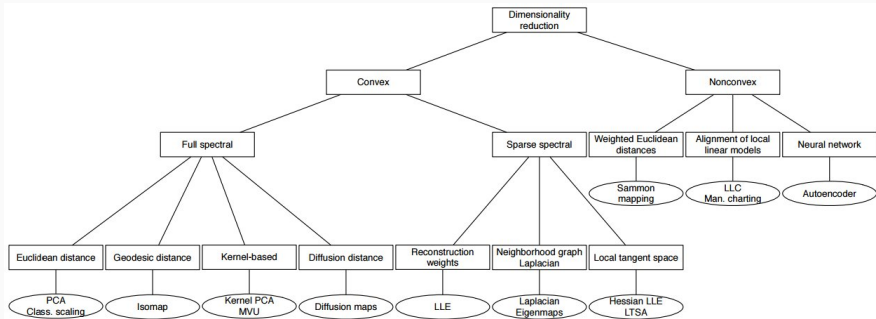 Dimensionality
reduction
Convex
Nonconvex
Full spectral
Sparse spectral
Weighted Euclidean
distances
Alignment of local
linear models
Neural network
Sammon
mapping
LLC
Man. charting
Autoencoder
Euclidean distance
Geodesic distance
Kernel-based
Diffusion distance
Reconstruction
weights
Neighborhood graph
Laplacian
Local tangent space
PCA
Class. scaling
Isomap
Kernel PCA
MVU
Diffusion maps
LLE
Laplacian
Eigenmaps
Hessian LLE
LTSA